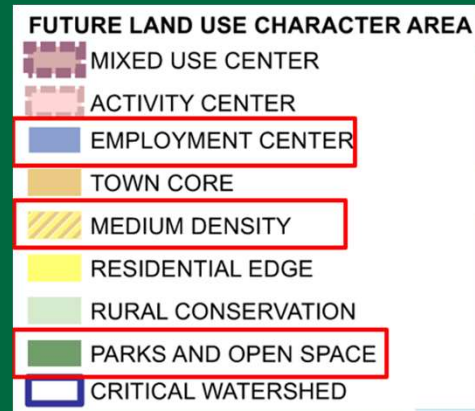 FUTURE LAND USE CHARACTER AREA
MIXED USE CENTER
ACTIVITY CENTER
EMPLOYMENT CENTER
TOWN CORE
MEDIUM DENSITY
RESIDENTIAL EDGE
RURAL CONSERVATION
PARKS AND OPEN SPACE
CRITICAL WATERSHED